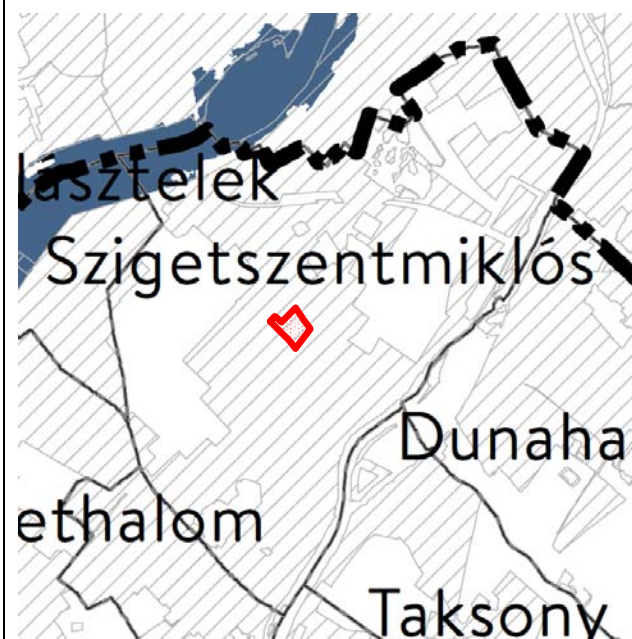 lásztelek
Szigetszentmiklós
Dunaha
ethalom
Taksony